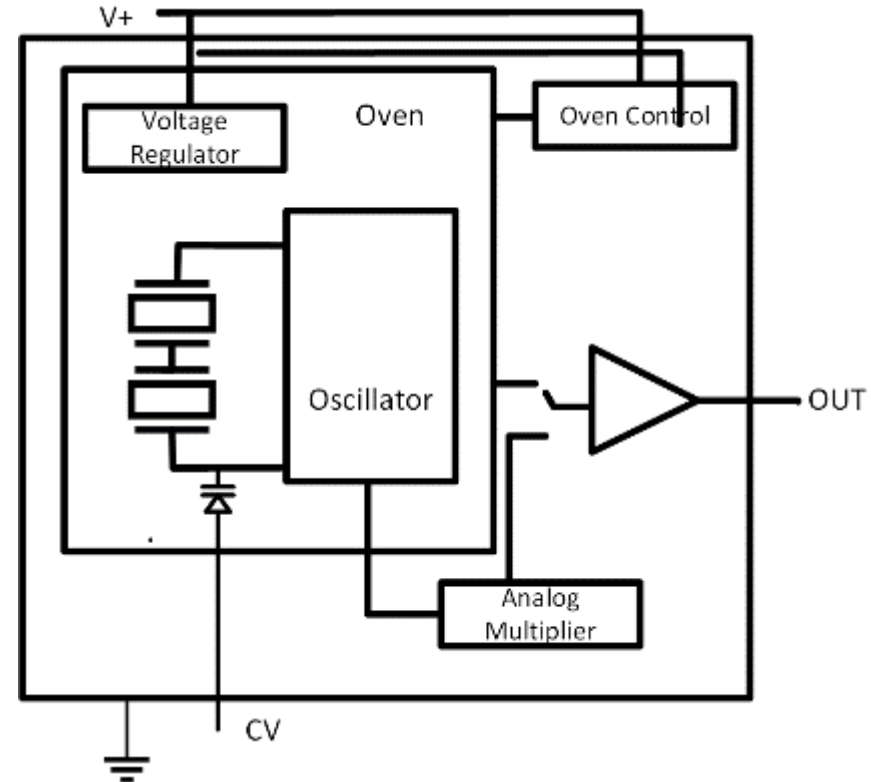 V+
Voltage
Regulator
Oven
Oven Control
Oscillator
OUT
Analog
Multiplier
CV